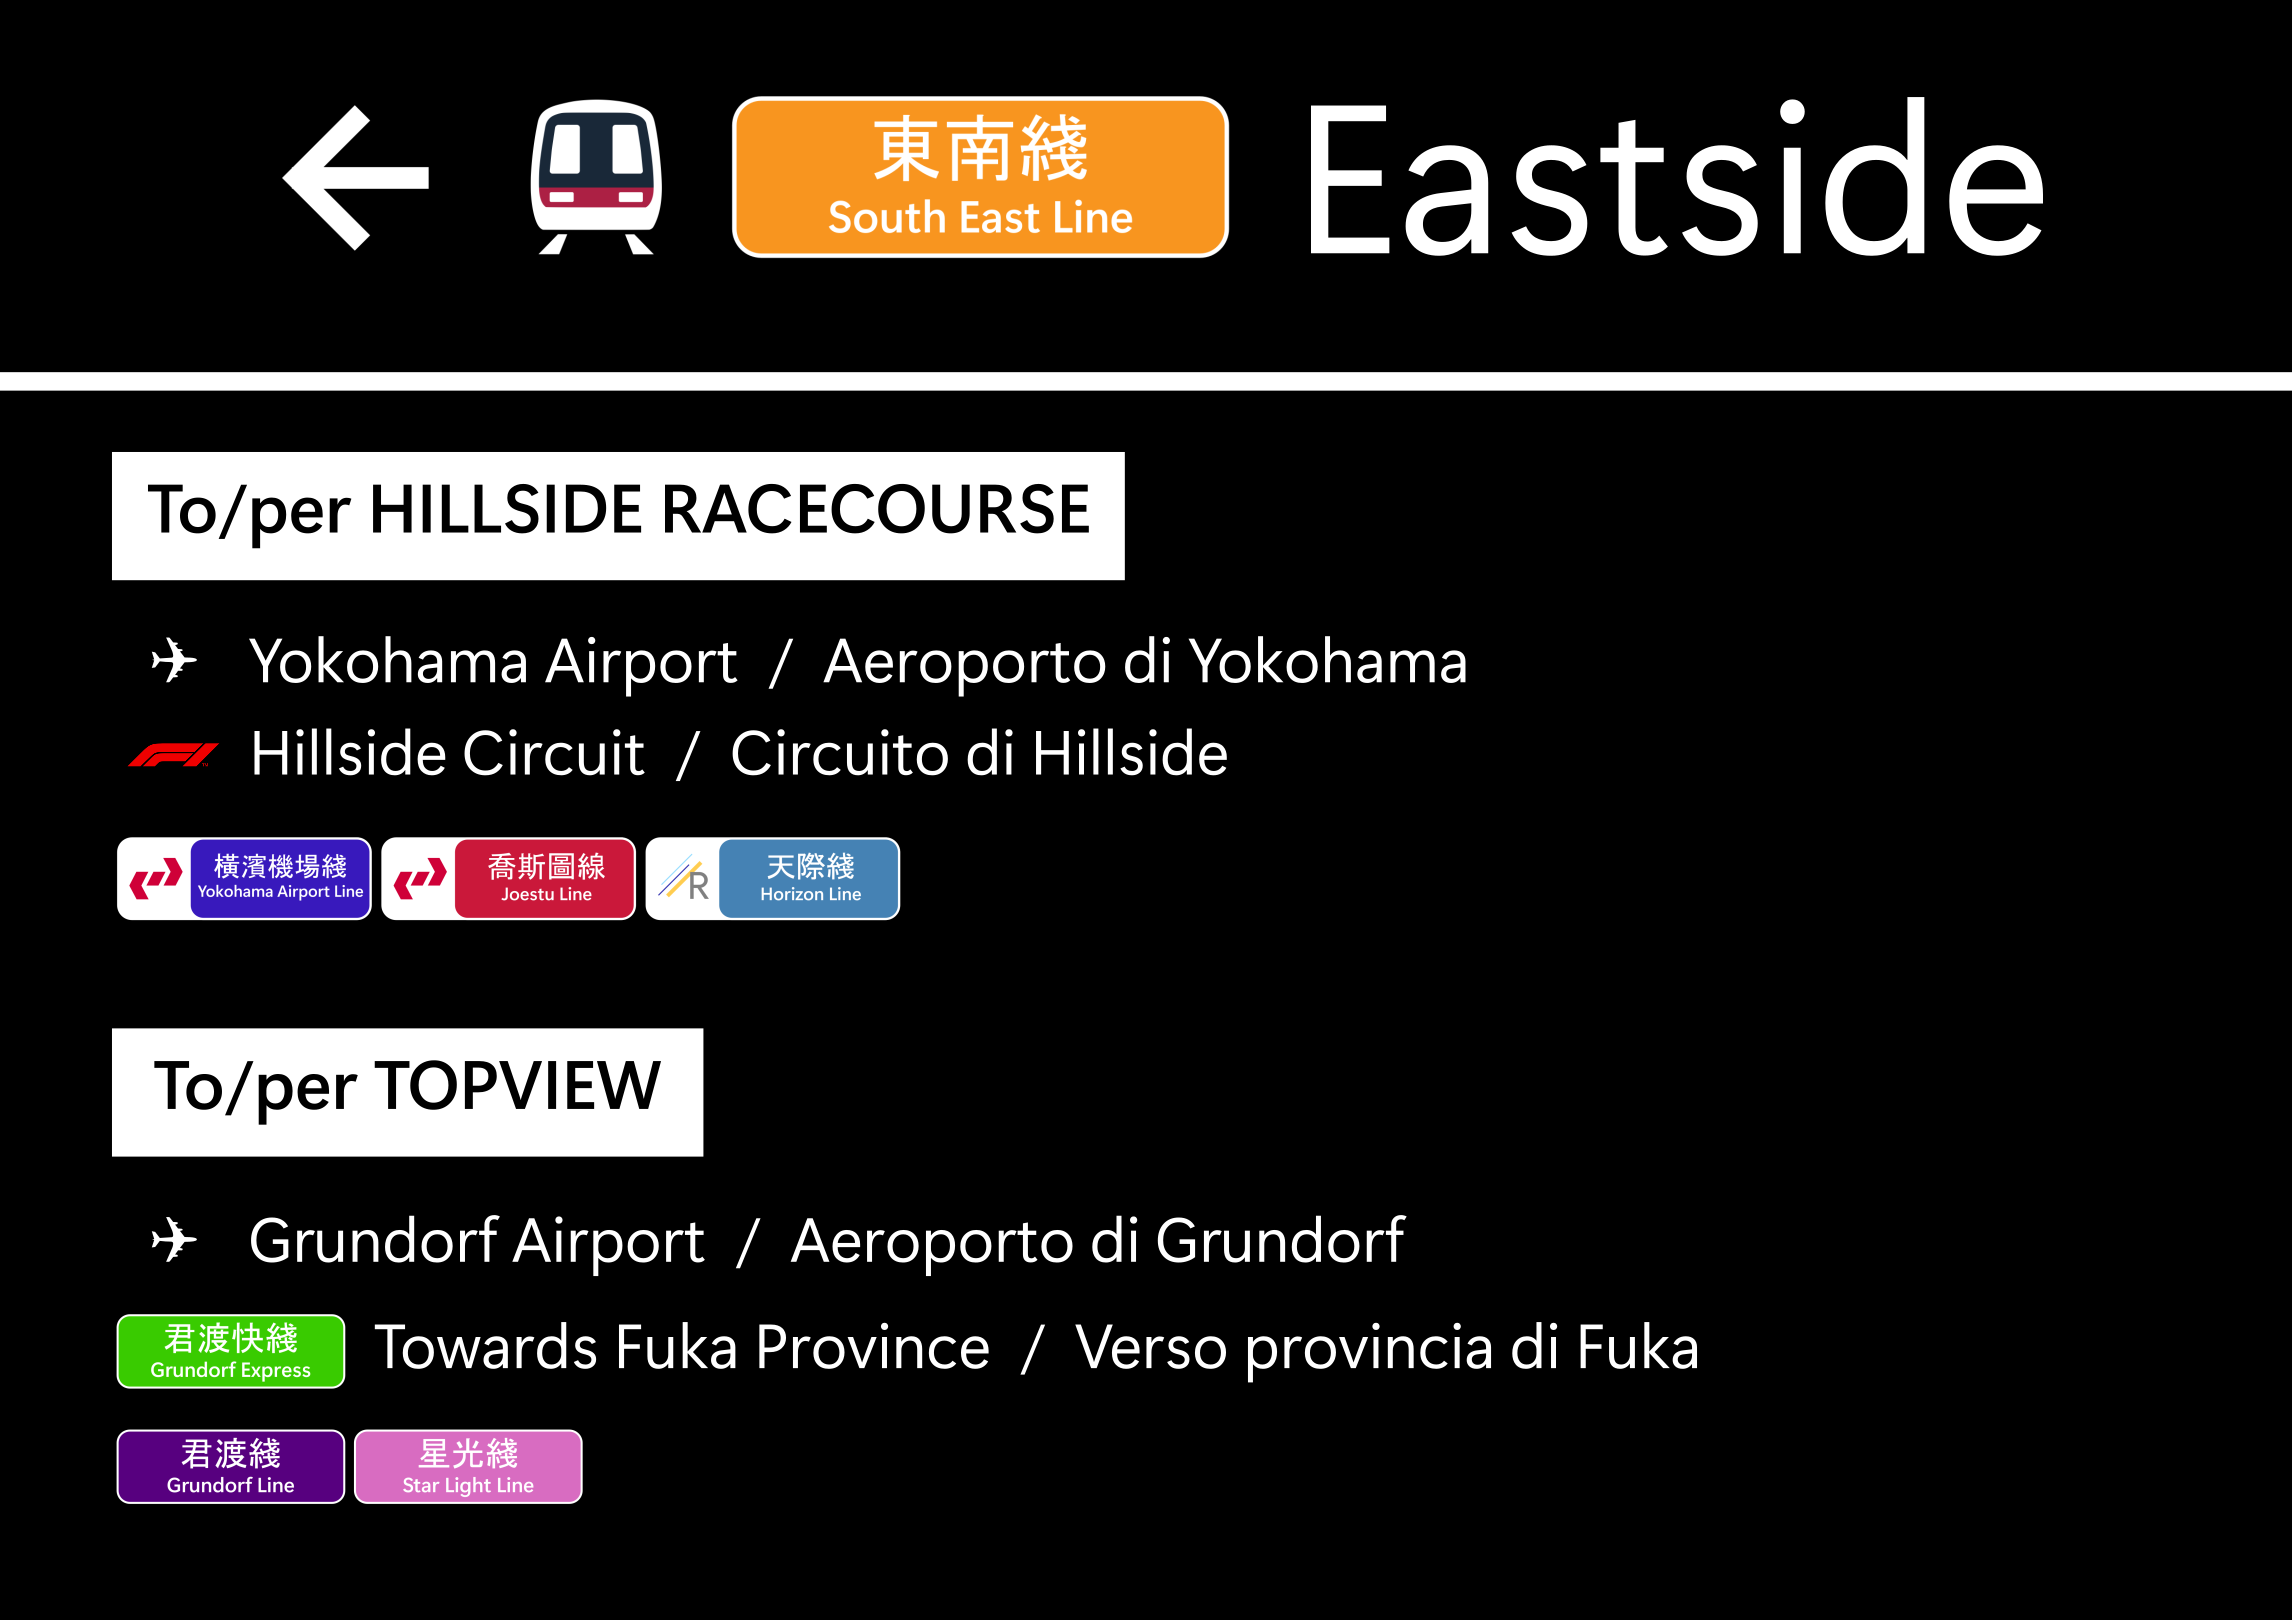 東南綫
South East Line
Eastside
To/per HILLSIDE RACECOURSE
Yokohama Airport / Aeroporto di Yokohama
Hillside Circuit / Circuito di Hillside
橫濱機場綫
Yokohama Airport Line
喬斯圖線
Joestu Line
R
天際綫
Horizon Line
To/per TOPVIEW
Grundorf Airport / Aeroporto di Grundorf
君渡快綫
Grundorf Express
Towards Fuka Province / Verso provincia di Fuka
君渡綫
Grundorf Line
星光綫
Star Light Line